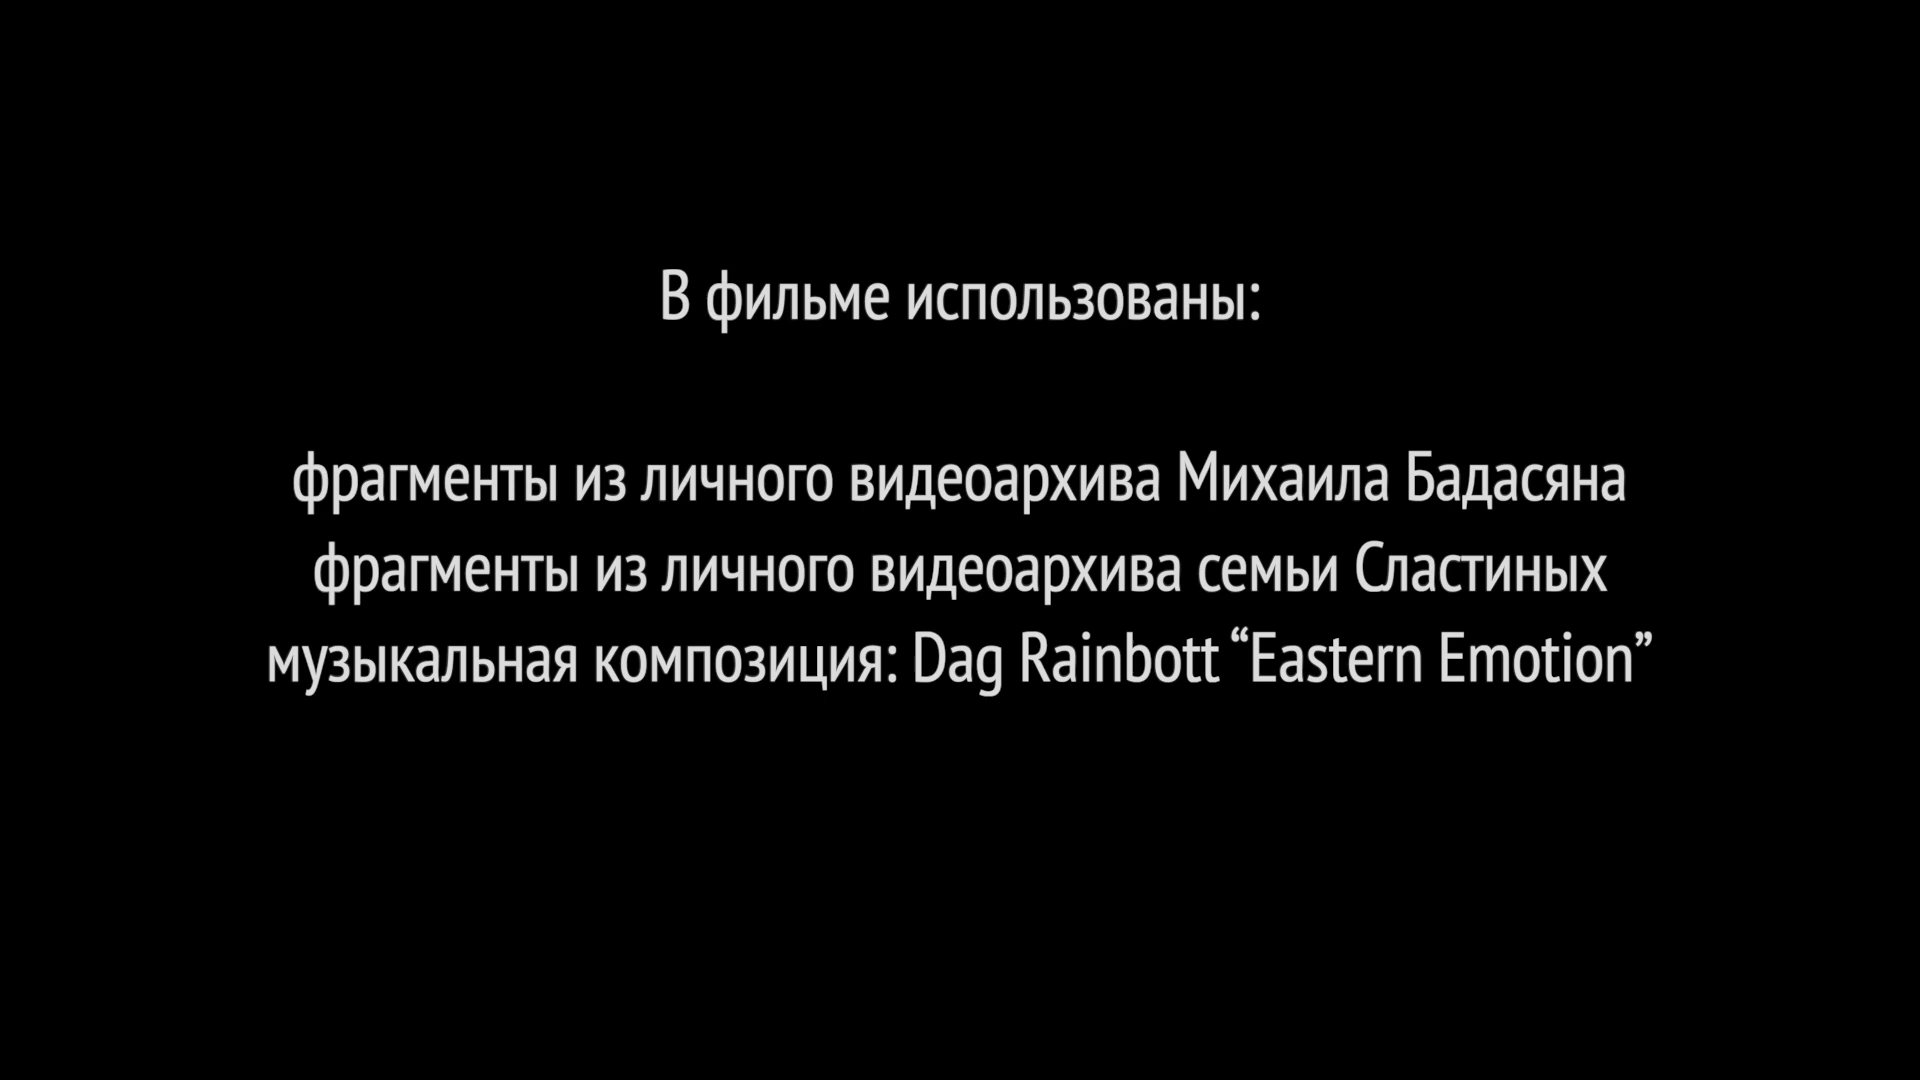 В фильме использованы:
фрагменты из личного видеоархива Михаила Бадасяна
фрагменты из личного видеоархива семьи Сластиных
музыкальная композиция: Dag Rainbott “Eastern Emotion”